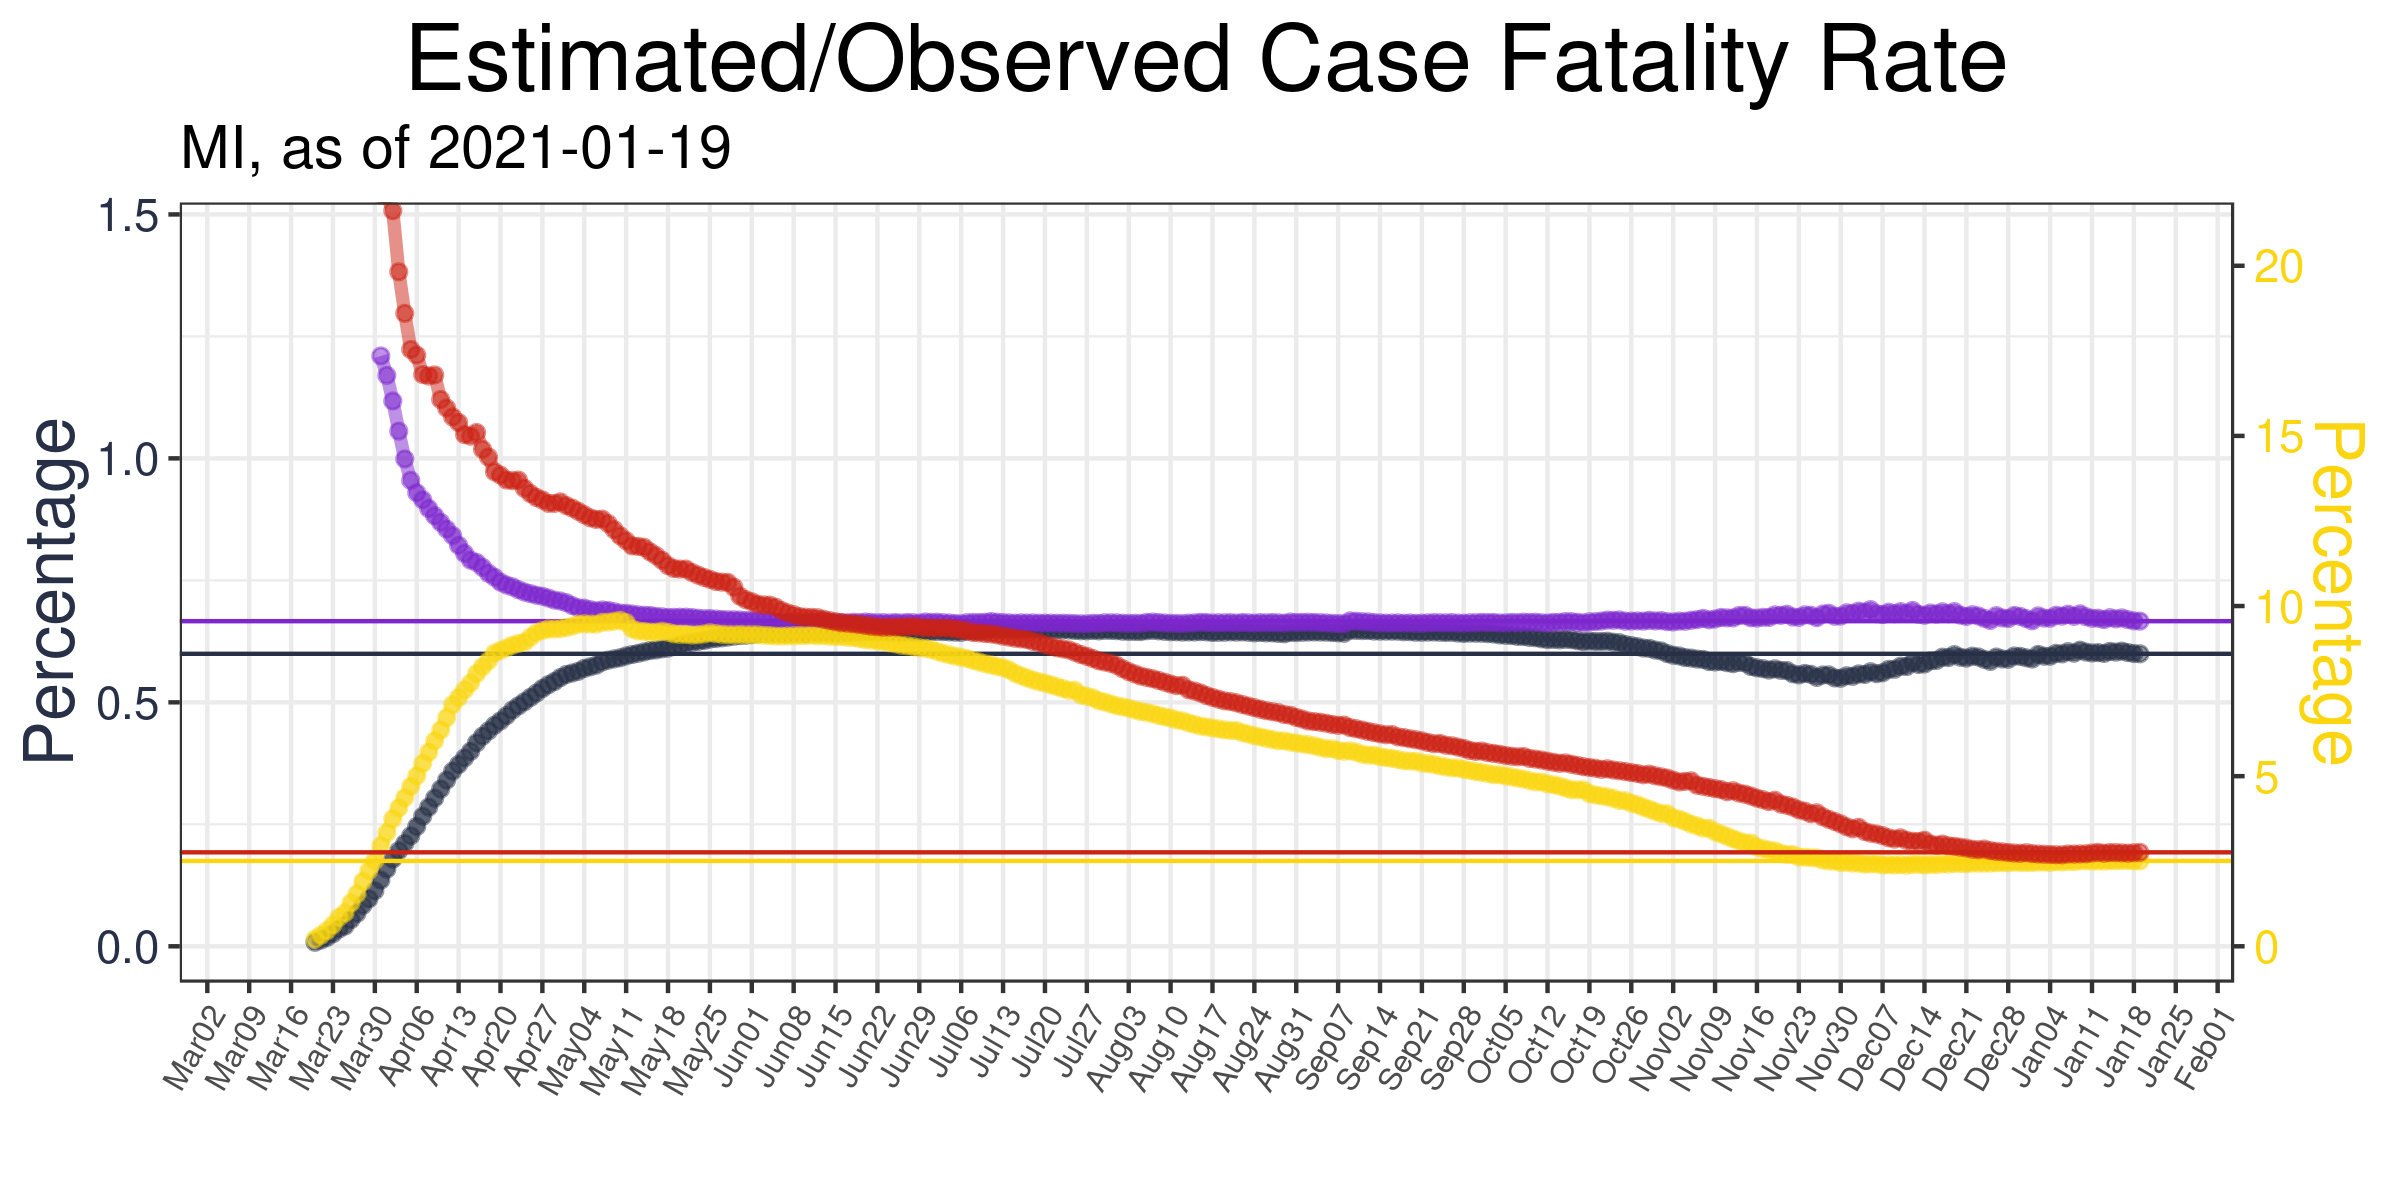 Estimated/Observed Case Fatality Rate
MI, as of 2021-01-19
Percentage
1.5
1.0
0.5
0.0
20
15
10
5
0
Percentage
Mar02
Mar09
Mar16
Mar23
Mar30
Apr06
Apr13
Apr20
Apr27
May04
May11
May18
May25
Jun01
Jun08
Jun15
Jun22
Jun29
Jul06
Jul13
Jul20
Jul27
Aug03
Aug10
Aug17
Aug24
Aug31
Sep07
Sep14
Sep21
Sep28
Oct05
Oct12
Oct19
Oct26
Nov02
Nov09
Nov16
Nov23
Nov30
Dec07
Dec14
Dec21
Dec28
Jan04
Jan11
Jan18
Jan25
Feb01